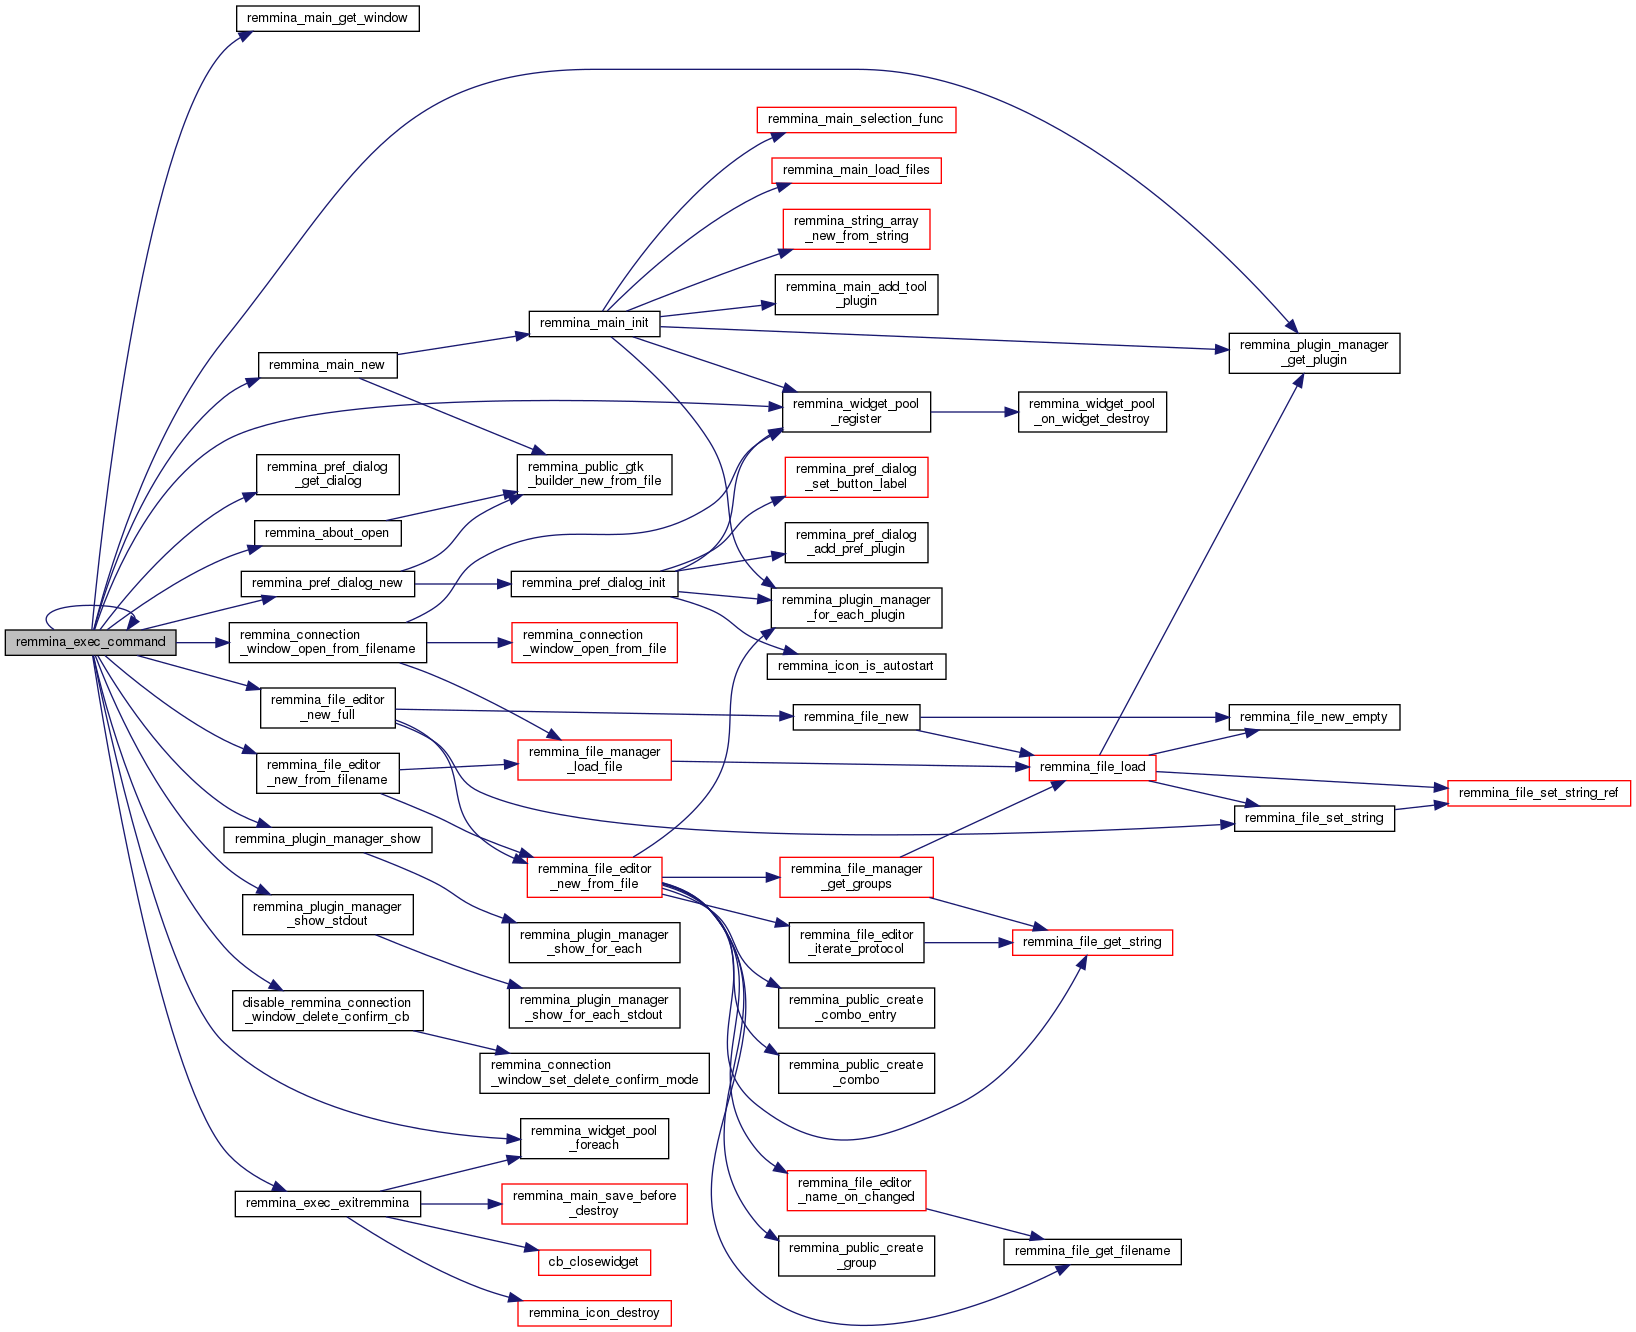 remmina_main_get_window
remmina_main_selection_func
remmina_main_load_files
remmina_string_array
_new_from_string
remmina_main_add_tool
_plugin
remmina_main_init
remmina_plugin_manager
_get_plugin
remmina_main_new
remmina_widget_pool
_register
remmina_widget_pool
_on_widget_destroy
remmina_pref_dialog
_get_dialog
remmina_public_gtk
_builder_new_from_file
remmina_pref_dialog
_set_button_label
remmina_about_open
remmina_pref_dialog
_add_pref_plugin
remmina_pref_dialog_new
remmina_pref_dialog_init
remmina_plugin_manager
_for_each_plugin
remmina_exec_command
remmina_connection
_window_open_from_filename
remmina_connection
_window_open_from_file
remmina_icon_is_autostart
remmina_file_editor
_new_full
remmina_file_new
remmina_file_new_empty
remmina_file_editor
_new_from_filename
remmina_file_manager
_load_file
remmina_file_load
remmina_file_set_string_ref
remmina_file_set_string
remmina_plugin_manager_show
remmina_file_editor
_new_from_file
remmina_file_manager
_get_groups
remmina_plugin_manager
_show_stdout
remmina_plugin_manager
_show_for_each
remmina_file_editor
_iterate_protocol
remmina_file_get_string
disable_remmina_connection
_window_delete_confirm_cb
remmina_plugin_manager
_show_for_each_stdout
remmina_public_create
_combo_entry
remmina_connection
_window_set_delete_confirm_mode
remmina_public_create
_combo
remmina_widget_pool
_foreach
remmina_exec_exitremmina
remmina_main_save_before
_destroy
remmina_file_editor
_name_on_changed
cb_closewidget
remmina_public_create
_group
remmina_file_get_filename
remmina_icon_destroy